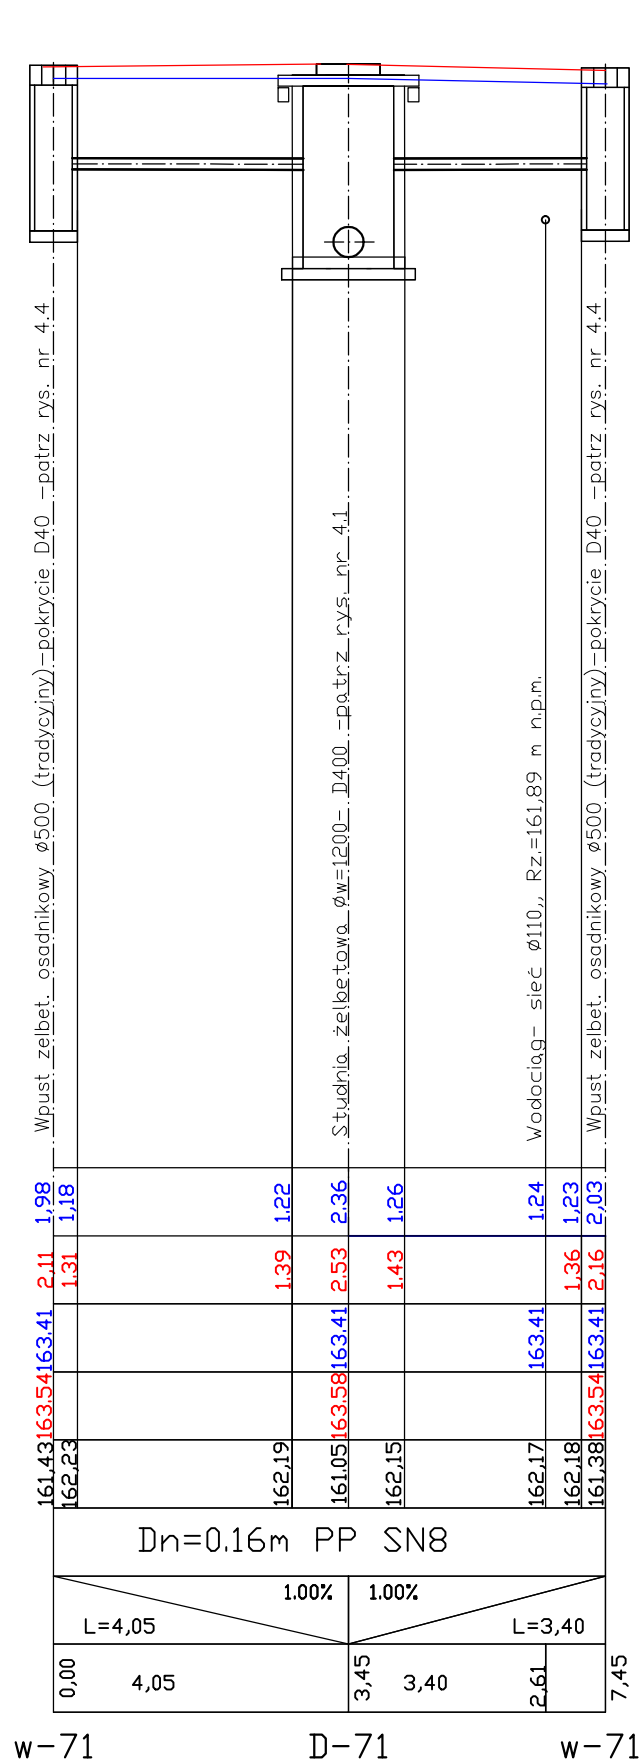 Wpust zelbet. osadnikowy ø500 (tradycyjny)-pokrycie D40 -patrz rys. nr 4.4
Studnia żelbetowa øw=1200- D400 -patrz rys. nr 4.1
Wodociąg- sieć ø110,, Rz.=161,89 m n.p.m.
Wpust zelbet. osadnikowy ø500 (tradycyjny)-pokrycie D40 -patrz rys. nr 4.4
1,98 1,18 1.22 2.36 1.26 1.24 1,23 2,03
2,11 1.31 1.39 2.53 1.43 1,36 2,16
163.41 163.41 163.41 163.41
163.54 163.58 163.54
161,43 162,23 162,19 161.05 162,15 162,17 162,18 161,38
Dn=0.16m PP SN8
1.00% 1.00%
L=4,05 L=3,40
0,00 4,05 3,45 3,40 2,61 7,45
w-71 D-71 w-71